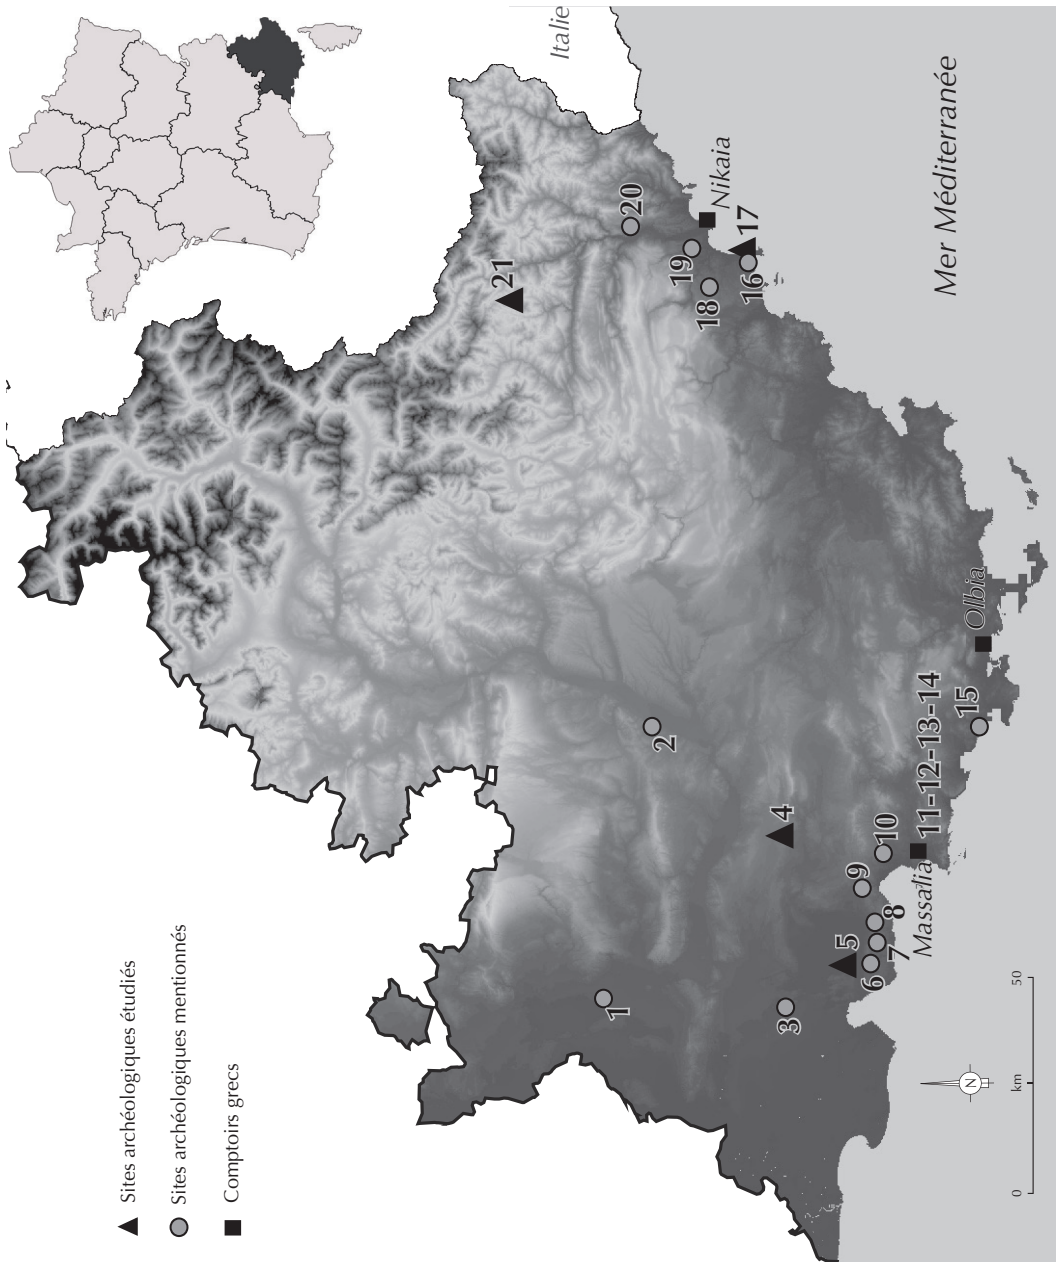 Sites archéologiques étudiés
Sites archéologiques mentionnés
Comptoirs grecs
Italie
Nikaia
Mer Méditerranée
Olbia
Massalia
1
2
3
4
5
6
7
8
9
10
11-12-13-14
15
16
17
18
19
20
21
N
0
km
50